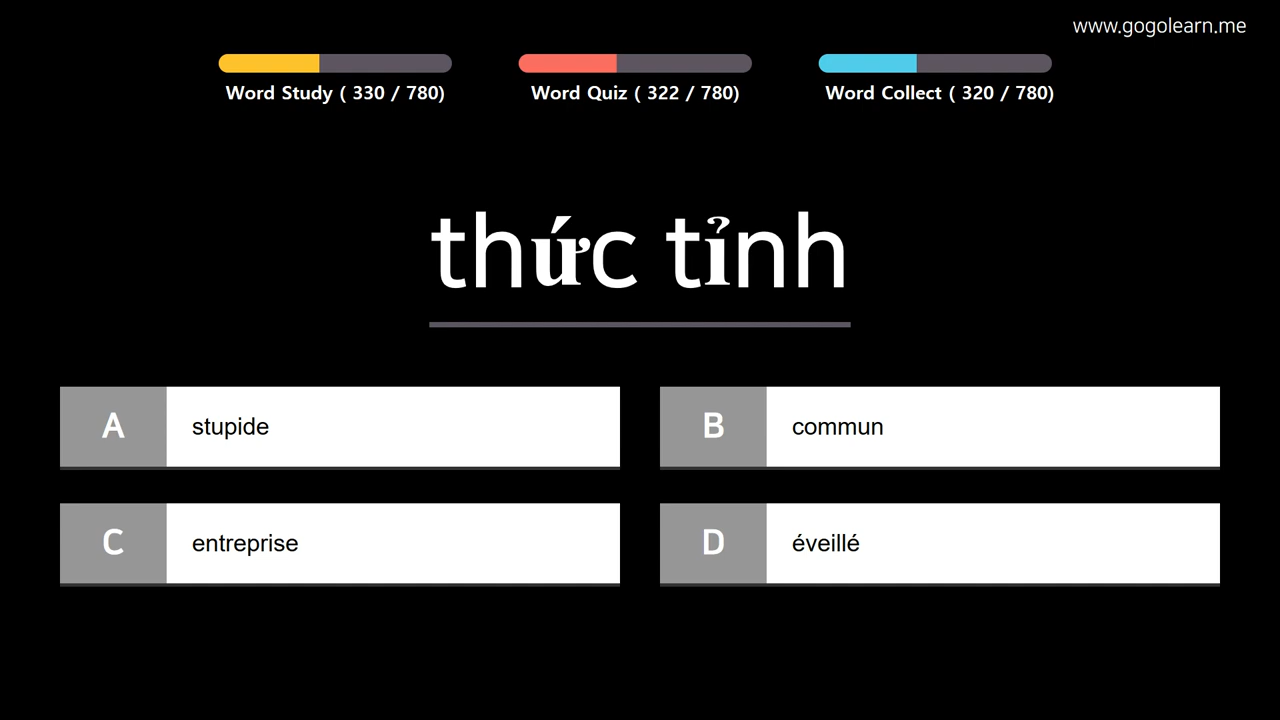 www.gogolearn.me
Word Study ( 330 / 780)
Word Quiz ( 322 / 780)
Word Collect ( 320 / 780)
thức tỉnh
A
stupide
B
commun
C
entreprise
D
éveillé